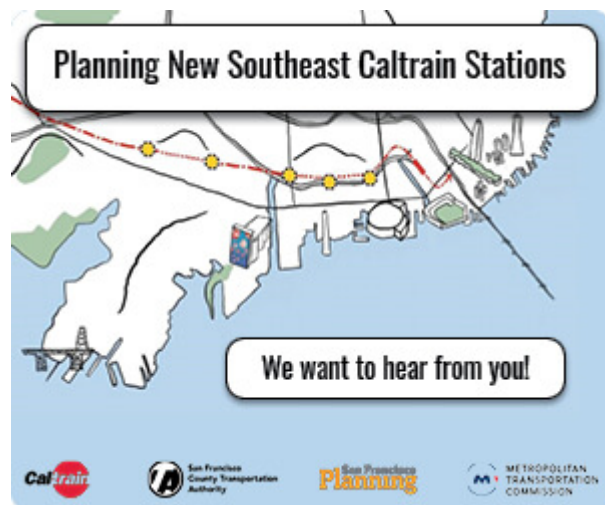 Planning New Southeast Caltrain Stations
We want to hear from you!
Caltrain
San Francisco
County Transportation
Authority
San Francisco
Planning
METROPOLITAN
TRANSPORTATION
COMMISSION